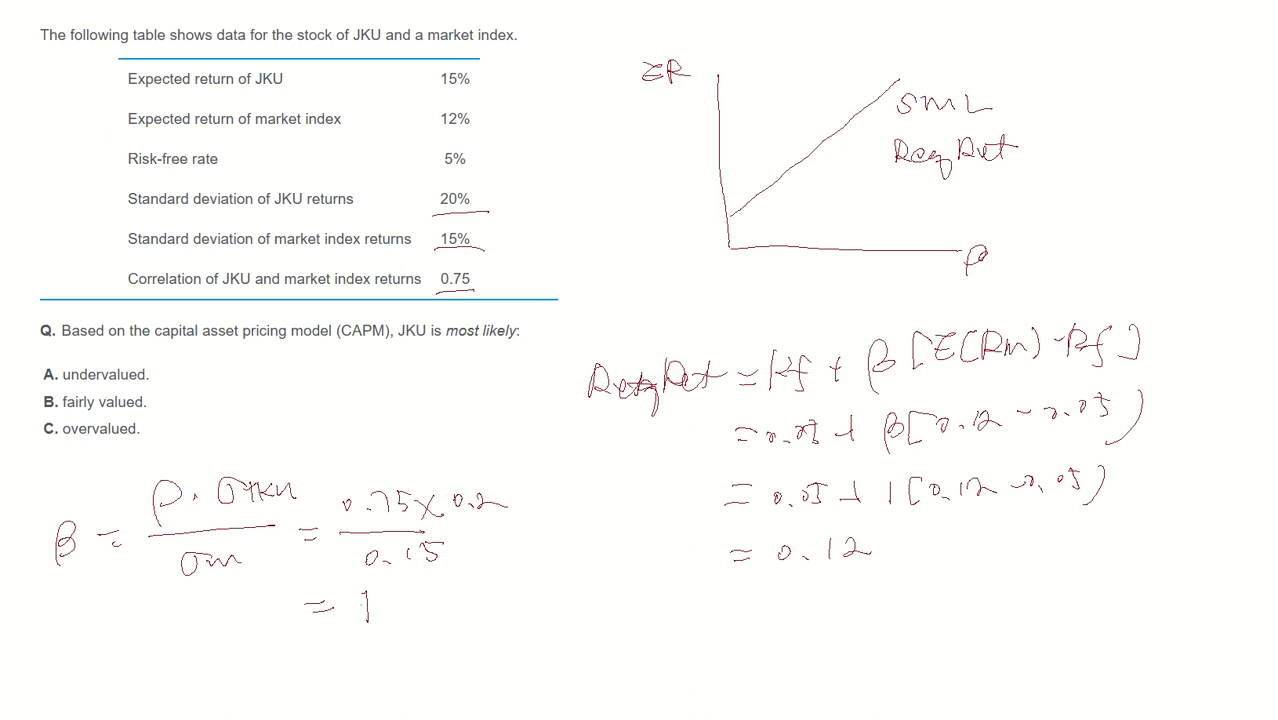 The following table shows data for the stock of JKU and a market index.
Expected return of JKU 15%
Expected return of market index 12%
Risk-free rate 5%
Standard deviation of JKU returns 20%
Standard deviation of market index returns 15%
Correlation of JKU and market index returns 0.75
Q. Based on the capital asset pricing model (CAPM), JKU is most likely:
A. undervalued.
B. fairly valued.
C. overvalued.
β = ρ · σJKU / σm = 0.75 × 0.2 / 0.15
= 1
ER
SML
Req Ret
β
Req Ret = Rf + β [E(Rm) - Rf]
= 0.05 + β[0.12 - 0.05)
= 0.05 + 1 (0.12 - 0.05)
= 0.12